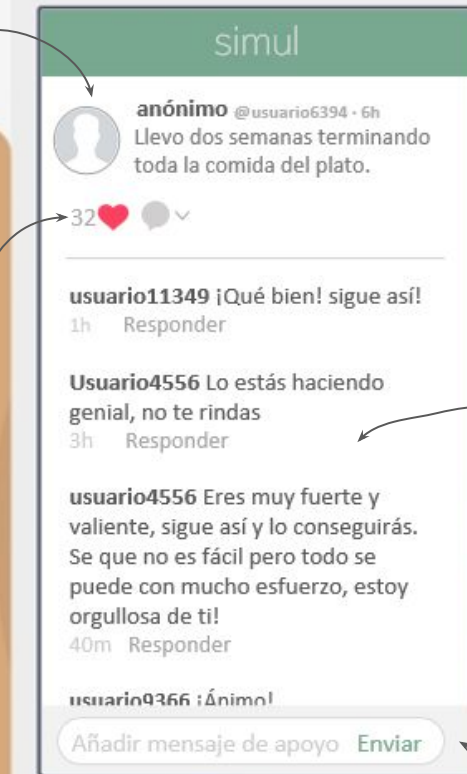 simul
anónimo @usuario6394 · 6h
Llevo dos semanas terminando
toda la comida del plato.
32
usuario11349 ¡Qué bien! sigue así!
1h Responder
Usuario4556 Lo estás haciendo
genial, no te rindas
3h Responder
usuario4556 Eres muy fuerte y
valiente, sigue así y lo conseguirás.
Se que no es fácil pero todo se
puede con mucho esfuerzo, estoy
orgullosa de ti!
40m Responder
usuario9366 ¡Ánimo!
Añadir mensaje de apoyo Enviar